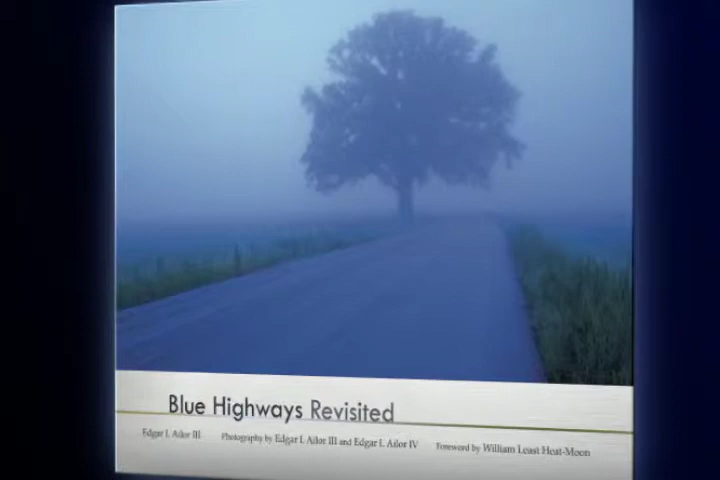 Blue Highways Revisited
Edgar I. Ailor III Photography by Edgar I. Ailor III and Edgar I. Ailor IV Foreword by William Least Heat-Moon